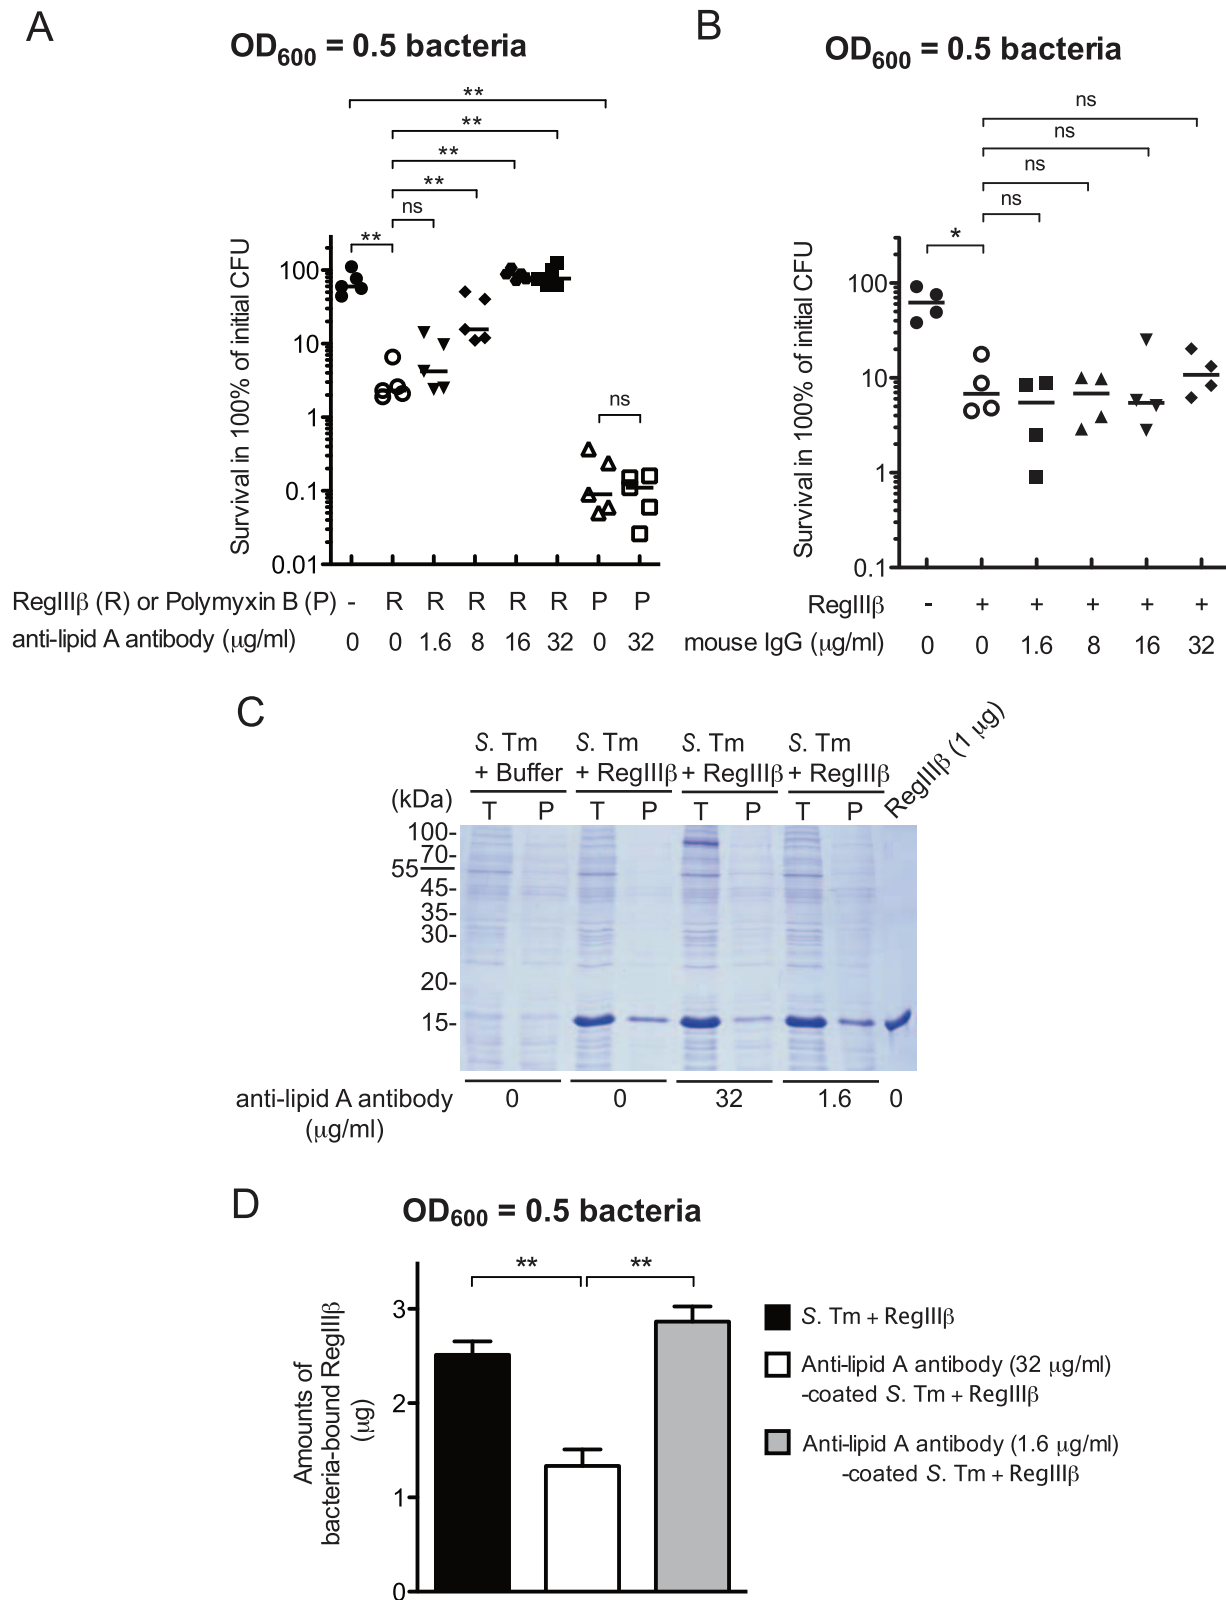 A
OD600 = 0.5 bacteria
**
**
**
**
ns
**
ns
Survival in 100% of initial CFU
100
10
1
0.1
0.01
RegIIIβ (R) or Polymyxin B (P) - R R R R R P P
anti-lipid A antibody (μg/ml) 0 0 1.6 8 16 32 0 32
B
OD600 = 0.5 bacteria
ns
ns
ns
ns
*
Survival in 100% of initial CFU
100
10
1
0.1
RegIIIβ - + + + + +
mouse IgG (μg/ml) 0 0 1.6 8 16 32
C
S. Tm S. Tm S. Tm S. Tm
+ Buffer + RegIIIβ + RegIIIβ + RegIIIβ
RegIIIβ (1 μg)
(kDa) T P T P T P T P
100-
70-
55
45-
35-
30-
20-
15-
anti-lipid A antibody 0 0 32 1.6 0
(μg/ml)
D
OD600 = 0.5 bacteria
** **
Amounts of
bacteria-bound RegIIIβ
(μg)
3
2
1
0
S. Tm + RegIIIβ
Anti-lipid A antibody (32 μg/ml)
-coated S. Tm + RegIIIβ
Anti-lipid A antibody (1.6 μg/ml)
-coated S. Tm + RegIIIβ